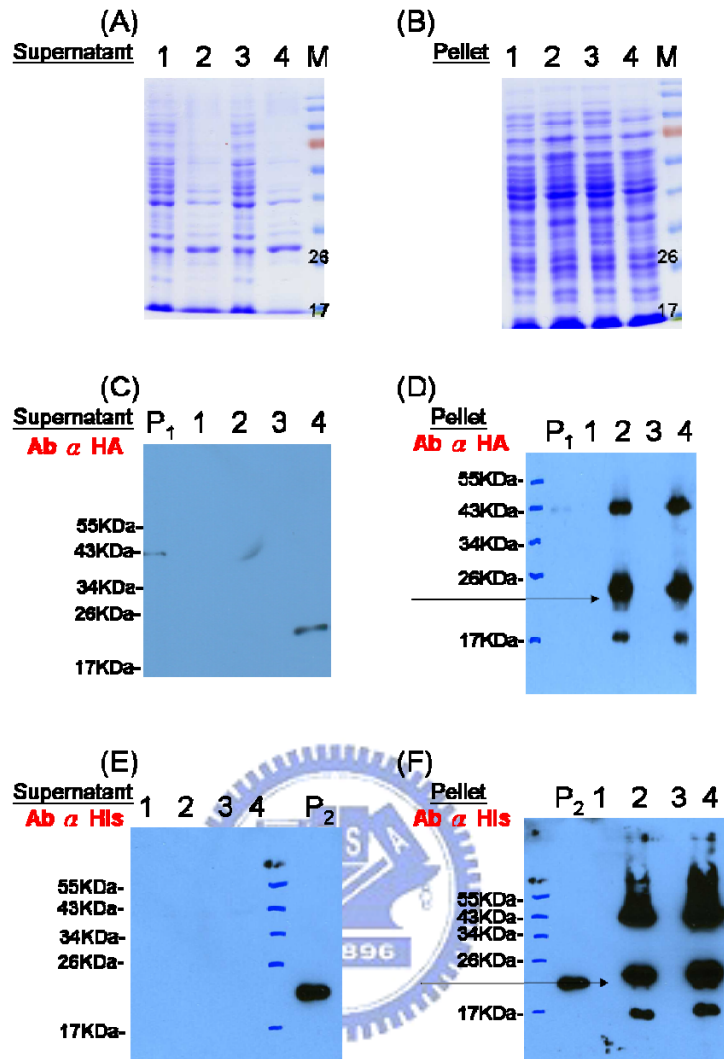 (A)
Supernatant 1 2 3 4 M
26
17
(B)
Pellet 1 2 3 4 M
26
17
(C)
Supernatant
Ab α HA
P1 1 2 3 4
55KDa-
43KDa-
34KDa-
26KDa-
17KDa-
(D)
Pellet
Ab α HA
P1 1 2 3 4
55KDa-
43KDa-
34KDa-
26KDa-
17KDa-
(E)
Supernatant
Ab α His
1 2 3 4 P2
55KDa-
43KDa-
34KDa-
26KDa-
17KDa-
(F)
Pellet
Ab α His
P2 1 2 3 4
55KDa-
43KDa-
34KDa-
26KDa-
17KDa-
S A
896